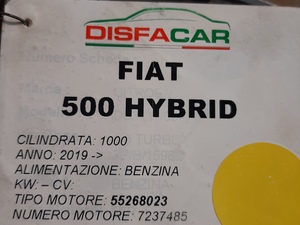 DISFACAR
FIAT
500 HYBRID
CILINDRATA: 1000
ANNO: 2019 ->
ALIMENTAZIONE: BENZINA
KW: – CV:
TIPO MOTORE: 55268023
NUMERO MOTORE: 7237485